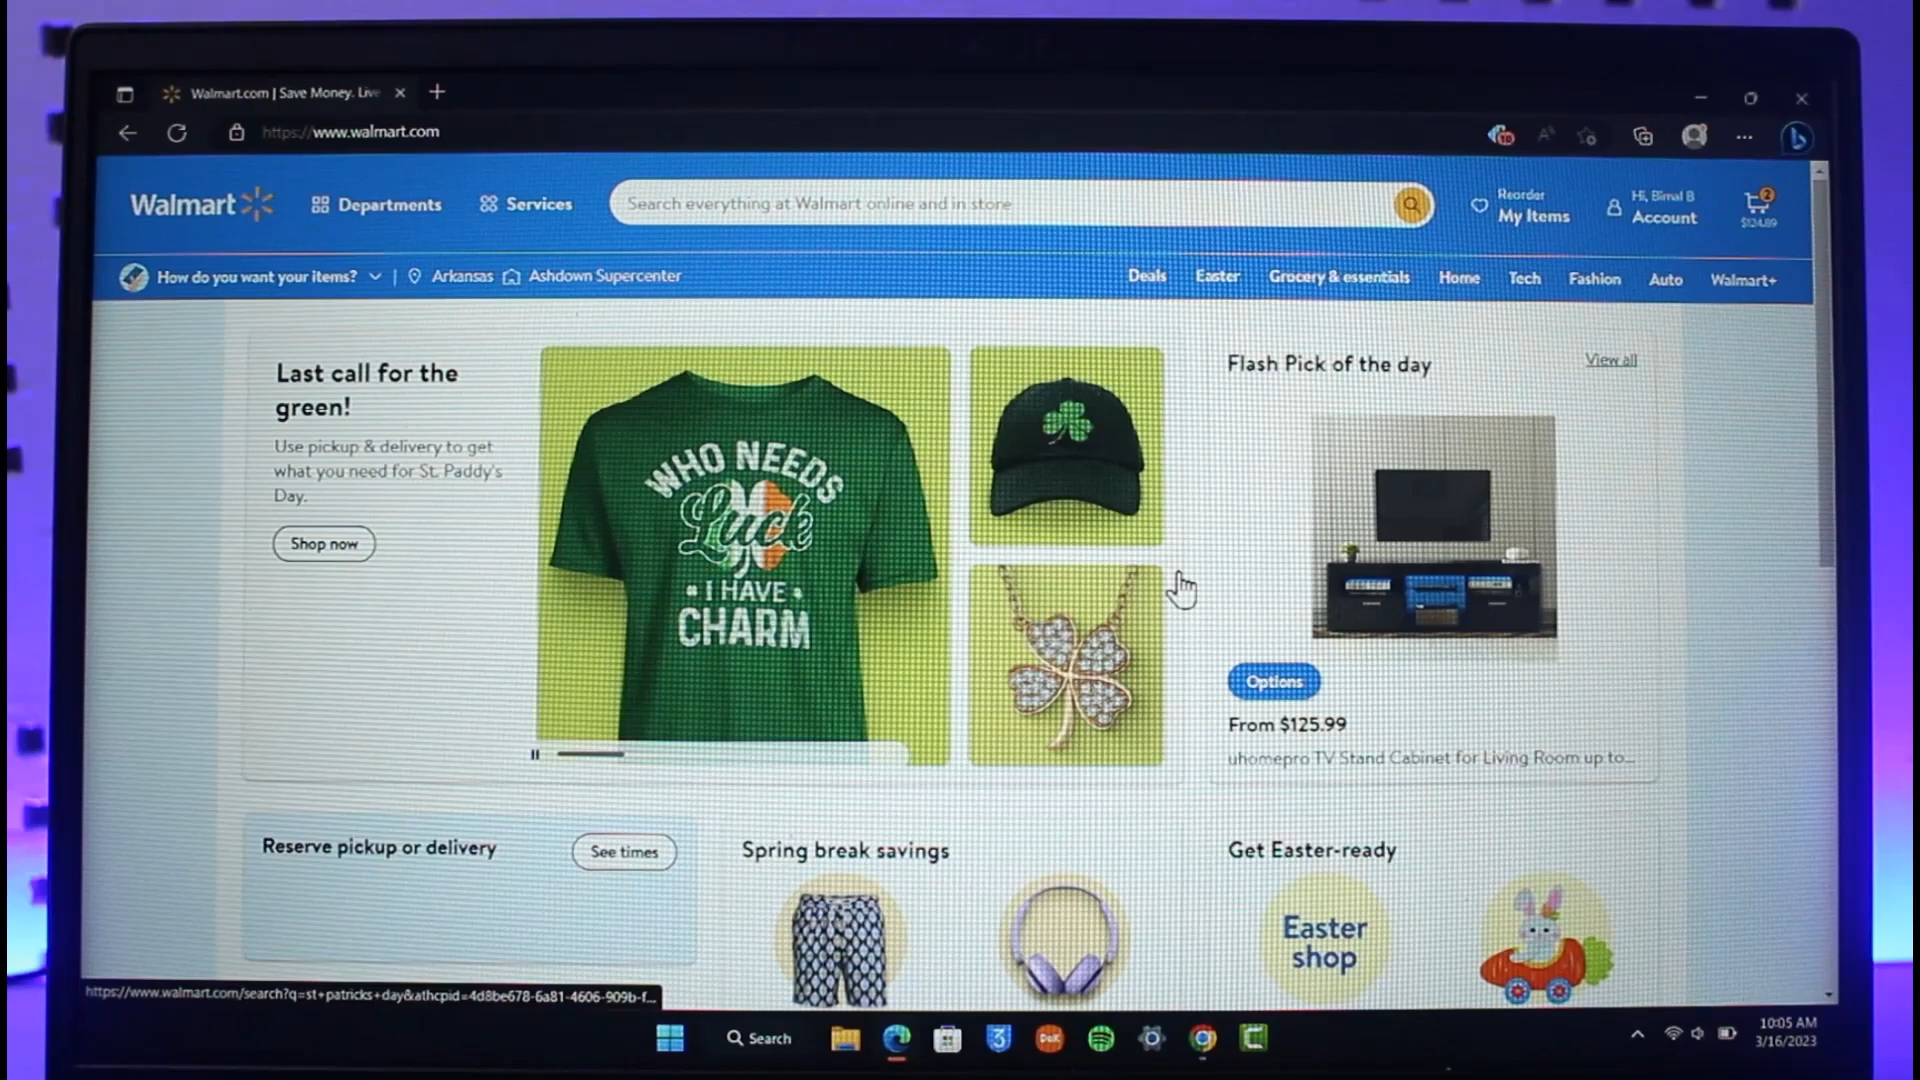 Walmart.com | Save Money. Live
https://www.walmart.com
10
Walmart
Departments
Services
Search everything at Walmart online and in store
Reorder
My Items
Hi, Bimal B
Account
2
$124.89
How do you want your items?
Arkansas
Ashdown Supercenter
Deals
Easter
Grocery & essentials
Home
Tech
Fashion
Auto
Walmart+
Last call for the
green!
Use pickup & delivery to get
what you need for St. Paddy's
Day.
Shop now
WHO NEEDS
Luck
• I HAVE •
CHARM
Flash Pick of the day
View all
Options
From $125.99
uhomepro TV Stand Cabinet for Living Room up to...
Reserve pickup or delivery
See times
Spring break savings
Get Easter-ready
Easter
shop
https://www.walmart.com/search?q=st+patricks+day&athcpid=4d8be678-6a81-4606-909b-f...
Search
3
DeX
10:05 AM
3/16/2023